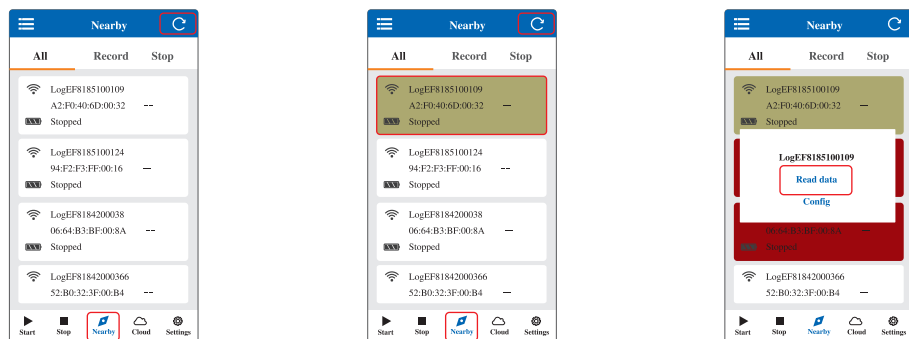 Nearby
All Record Stop
LogEF8185100109
A2:F0:40:6D:00:32 --
Stopped
LogEF8185100124
94:F2:F3:FF:00:16 --
Stopped
LogEF8184200038
06:64:B3:BF:00:8A --
Stopped
LogEF81842000366
52:B0:32:3F:00:B4 --
Start Stop Nearby Cloud Settings
Nearby
All Record Stop
LogEF8185100109
A2:F0:40:6D:00:32 --
Stopped
LogEF8185100124
94:F2:F3:FF:00:16 --
Stopped
LogEF8184200038
06:64:B3:BF:00:8A --
Stopped
LogEF81842000366
52:B0:32:3F:00:B4 --
Start Stop Nearby Cloud Settings
Nearby
All Record Stop
LogEF8185100109
A2:F0:40:6D:00:32 --
Stopped
LogEF8185100109
Read data
Config
06:64:B3:BF:00:8A --
Stopped
LogEF81842000366
52:B0:32:3F:00:B4 --
Start Stop Nearby Cloud Settings